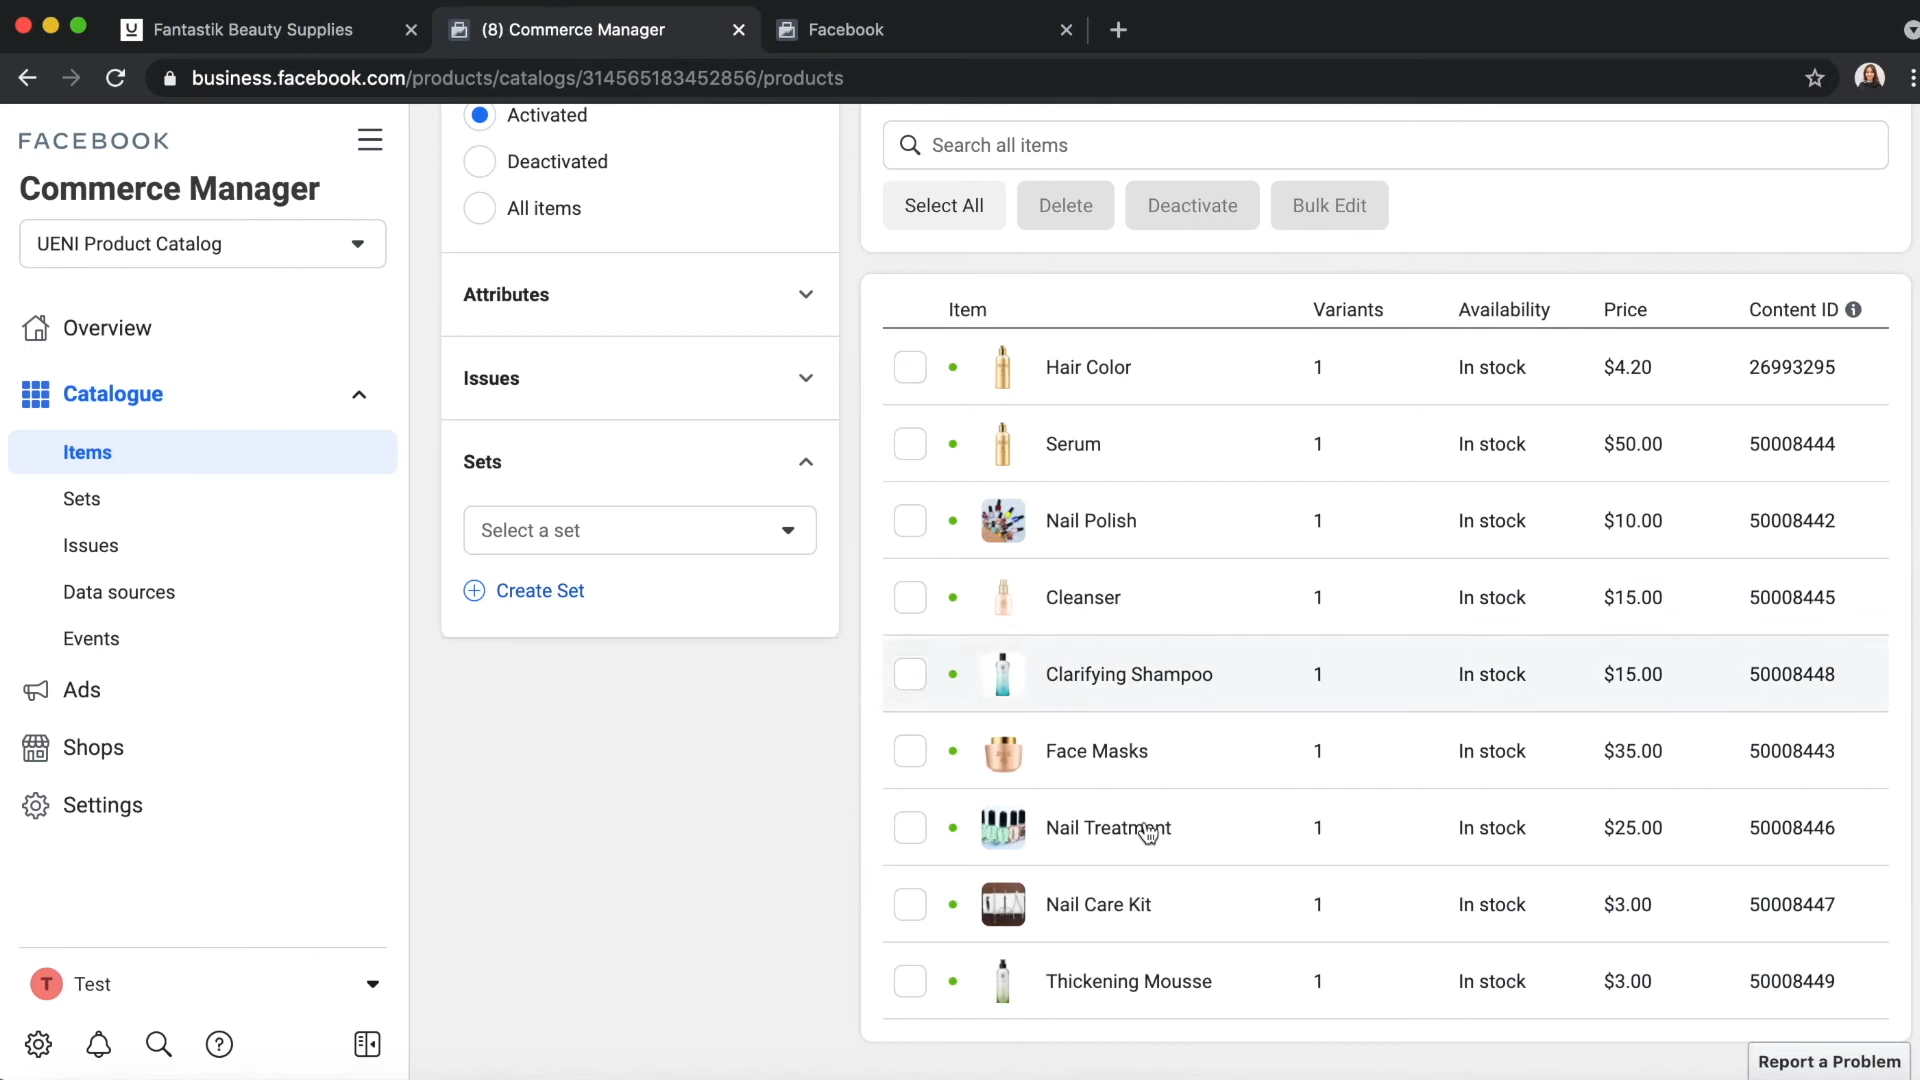 Fantastik Beauty Supplies
(8) Commerce Manager
Facebook
business.facebook.com/products/catalogs/314565183452856/products
FACEBOOK
Commerce Manager
UENI Product Catalog
Overview
Catalogue
Items
Sets
Issues
Data sources
Events
Ads
Shops
Settings
T Test
Activated
Deactivated
All items
Attributes
Issues
Sets
Select a set
Create Set
Search all items
Select All Delete Deactivate Bulk Edit
Item Variants Availability Price Content ID
Hair Color 1 In stock $4.20 26993295
Serum 1 In stock $50.00 50008444
Nail Polish 1 In stock $10.00 50008442
Cleanser 1 In stock $15.00 50008445
Clarifying Shampoo 1 In stock $15.00 50008448
Face Masks 1 In stock $35.00 50008443
Nail Treatment 1 In stock $25.00 50008446
Nail Care Kit 1 In stock $3.00 50008447
Thickening Mousse 1 In stock $3.00 50008449
Report a Problem